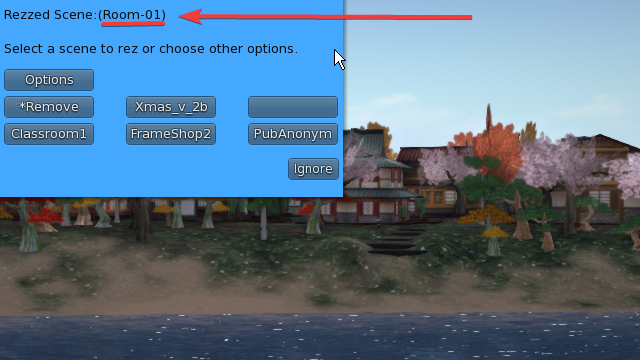 Rezzed Scene:(Room-01)
Select a scene to rez or choose other options.
Options
*Remove Xmas_v_2b
Classroom1 FrameShop2 PubAnonym
Ignore